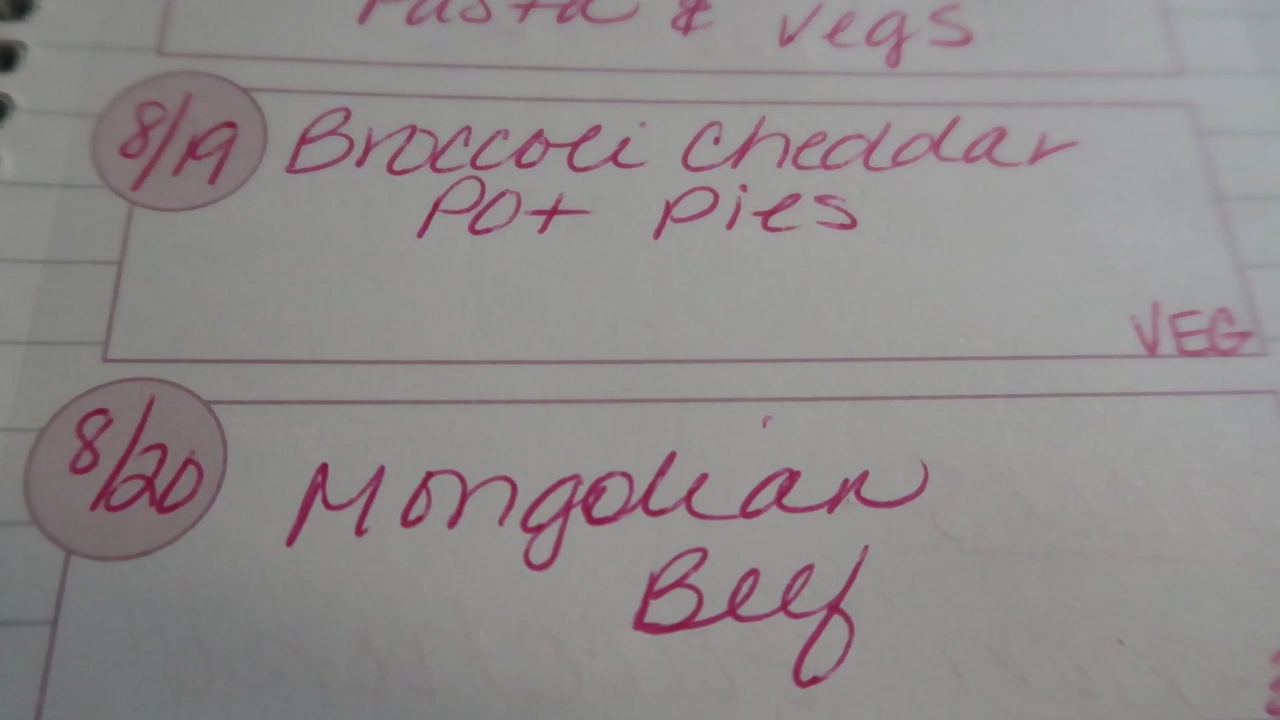 Pasta & vegs
8/19 Broccoli Cheddar
Pot Pies
VEG
8/20 Mongolian
Beef